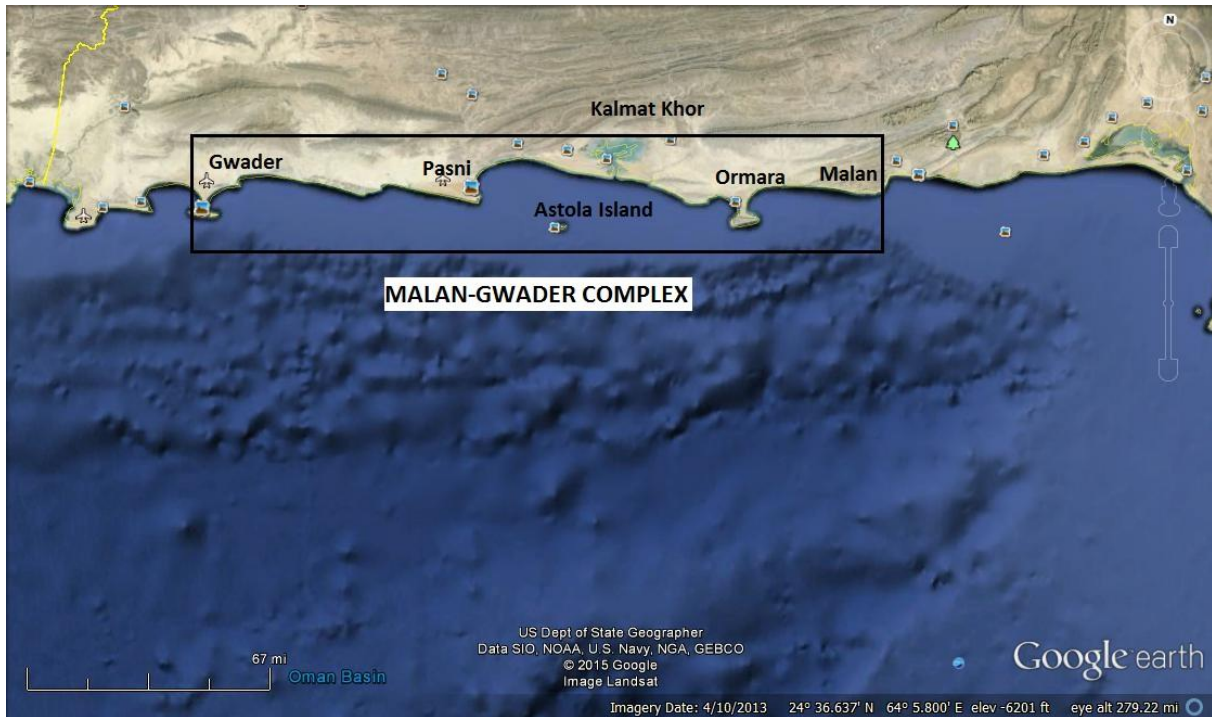 N
Kalmat Khor
Gwader
Pasni
Ormara
Malan
Astola Island
MALAN-GWADER COMPLEX
US Dept of State Geographer
Data SIO, NOAA, U.S. Navy, NGA, GEBCO
© 2015 Google
Image Landsat
67 mi
Oman Basin
Google earth
Imagery Date: 4/10/2013 24° 36.637' N 64° 5.800' E elev -6201 ft eye alt 279.22 mi